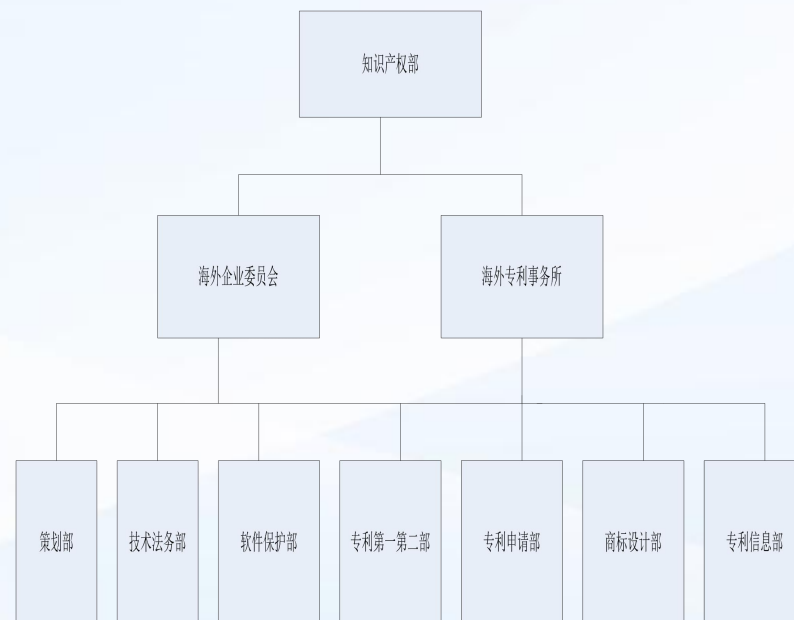 知识产权部
海外企业委员会
海外专利事务所
策划部
技术法务部
软件保护部
专利第一第二部
专利申请部
商标设计部
专利信息部